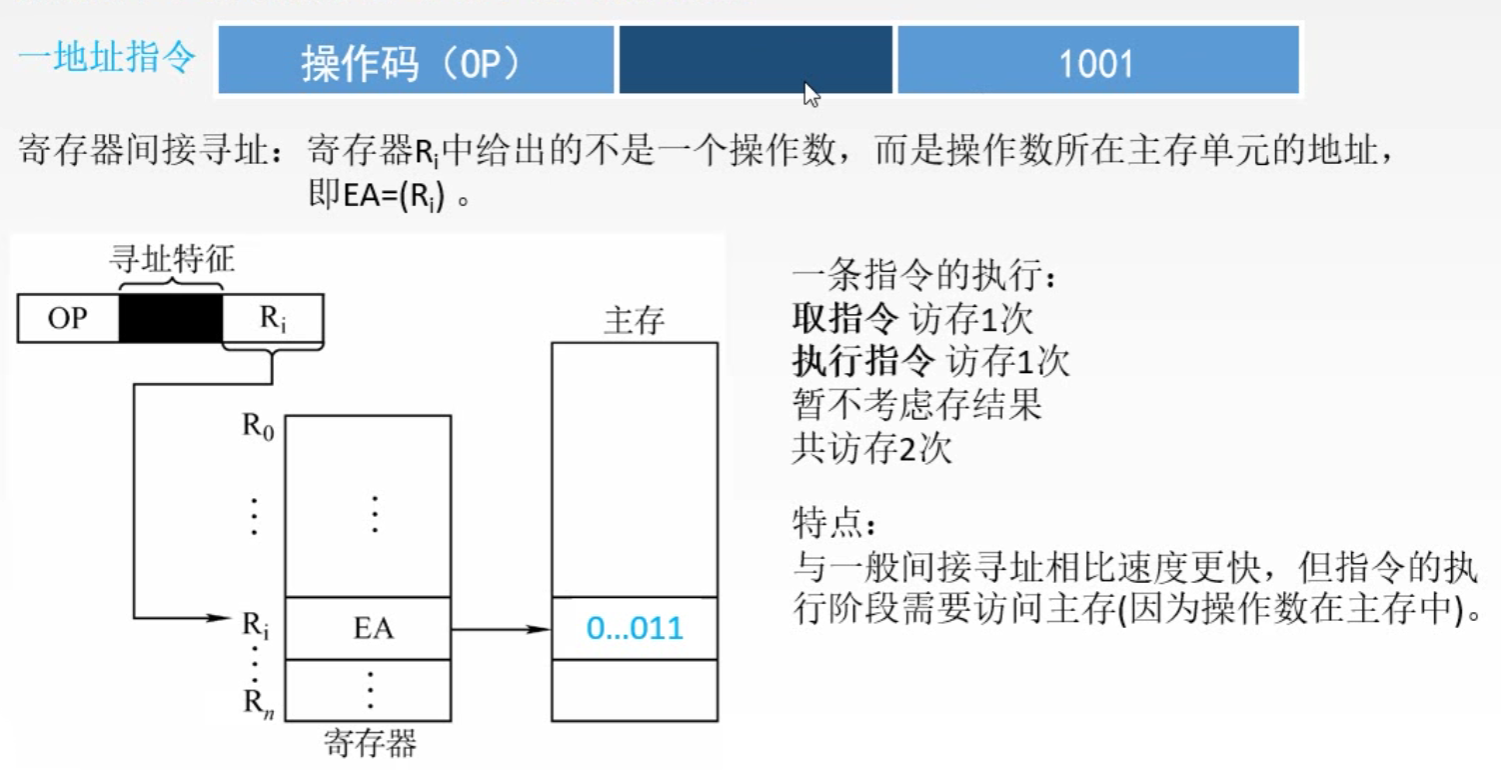 一地址指令 操作码（OP） 1001
寄存器间接寻址：寄存器Ri中给出的不是一个操作数，而是操作数所在主存单元的地址，
即EA=(Ri) 。
寻址特征
OP Ri
主存
R0
⋮ ⋮
Ri EA 0...011
⋮ ⋮
Rn
寄存器
一条指令的执行：
取指令 访存1次
执行指令 访存1次
暂不考虑存结果
共访存2次
特点：
与一般间接寻址相比速度更快，但指令的执
行阶段需要访问主存(因为操作数在主存中)。